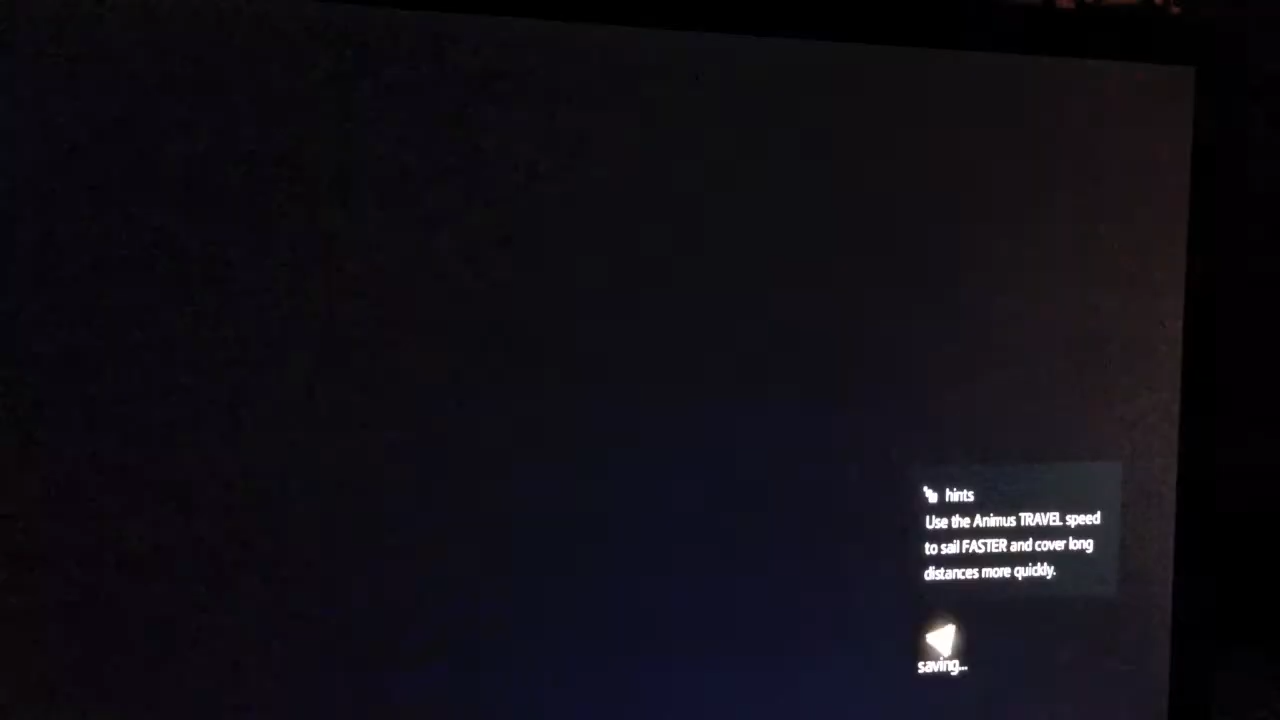 hints
Use the Animus TRAVEL speed
to sail FASTER and cover long
distances more quickly.
saving...